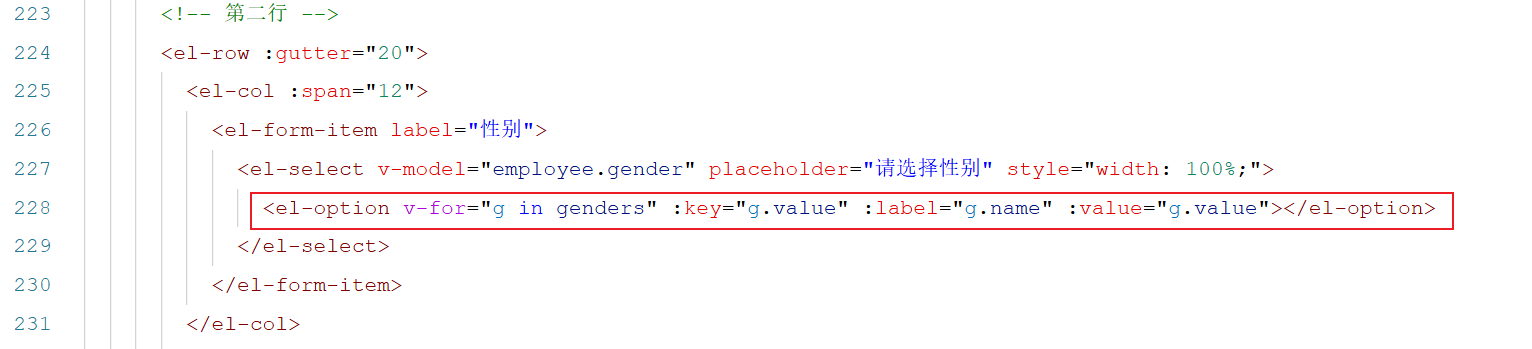 223 <!-- 第二行 -->
224 <el-row :gutter="20">
225 <el-col :span="12">
226 <el-form-item label="性别">
227 <el-select v-model="employee.gender" placeholder="请选择性别" style="width: 100%;">
228 <el-option v-for="g in genders" :key="g.value" :label="g.name" :value="g.value"></el-option>
229 </el-select>
230 </el-form-item>
231 </el-col>